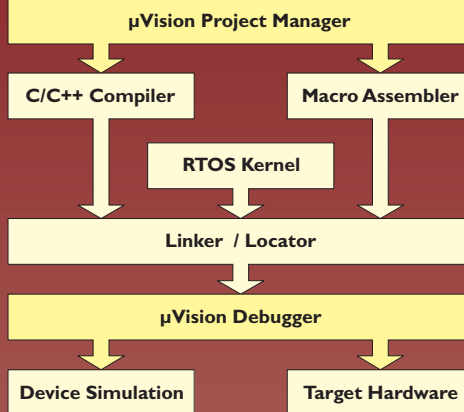 µVision Project Manager
C/C++ Compiler
Macro Assembler
RTOS Kernel
Linker / Locator
µVision Debugger
Device Simulation
Target Hardware